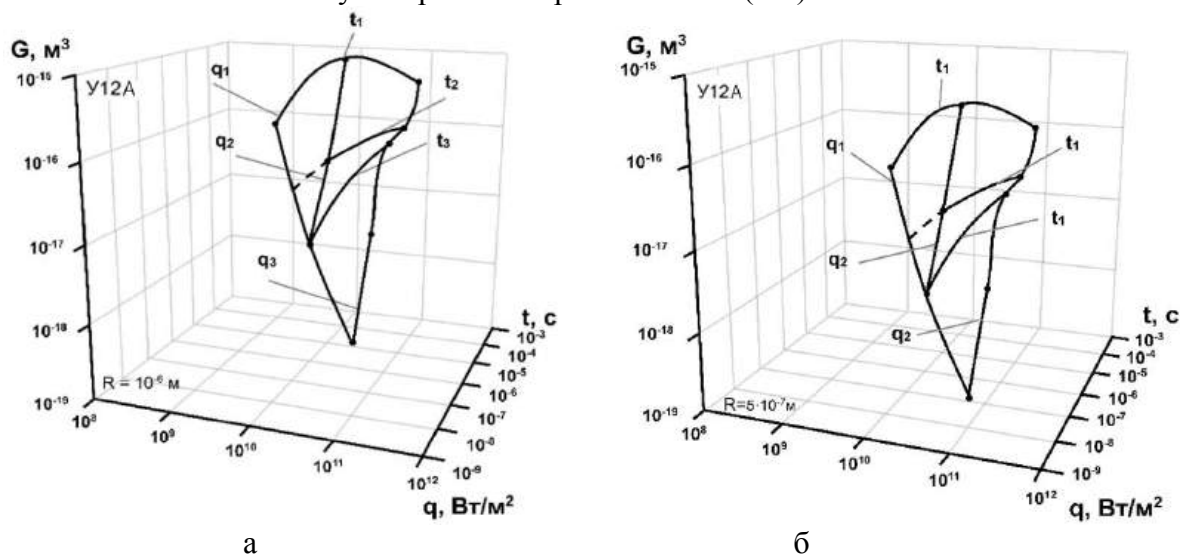 G, м³
10⁻¹⁵
У12А
q₁
t₁
t₂
q₂
t₃
10⁻¹⁶
10⁻¹⁷
q₃
10⁻¹⁸
t, с
10⁻³
10⁻⁴
10⁻⁵
10⁻⁶
10⁻⁷
10⁻⁸
10⁻⁹
R = 10⁻⁶ м
10⁻¹⁹
10⁸
10⁹
10¹⁰
10¹¹
10¹²
q, Вт/м²
а
G, м³
10⁻¹⁵
У12А
t₁
q₁
t₁
10⁻¹⁶
t₁
q₂
10⁻¹⁷
q₂
10⁻¹⁸
t, с
10⁻³
10⁻⁴
10⁻⁵
10⁻⁶
10⁻⁷
10⁻⁸
10⁻⁹
R=5·10⁻⁷м
10⁻¹⁹
10⁸
10⁹
10¹⁰
10¹¹
10¹²
q, Вт/м²
б